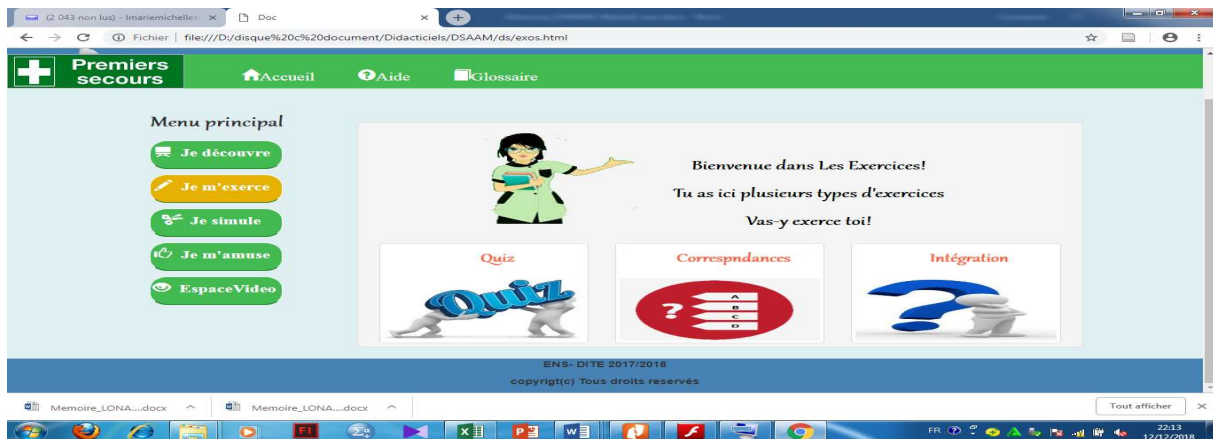 (2 043 non lus) - lmariemichelle
Doc
Fichier | file:///D:/disque%20c%20document/Didacticiels/DSAAM/ds/exos.html
Premiers
secours
Accueil
Aide
Glossaire
Menu principal
Je découvre
Je m'exerce
Je simule
Je m'amuse
EspaceVideo
Bienvenue dans Les Exercices!
Tu as ici plusieurs types d'exercices
Vas-y exerce toi!
Quiz
Correspndances
Intégration
Quiz
?
A
B
C
D
?
ENS- DITE 2017/2018
copyrigt(c) Tous droits reservés
Memoire_LONA....docx
Memoire_LONA....docx
Tout afficher
FR
22:13
12/12/2018